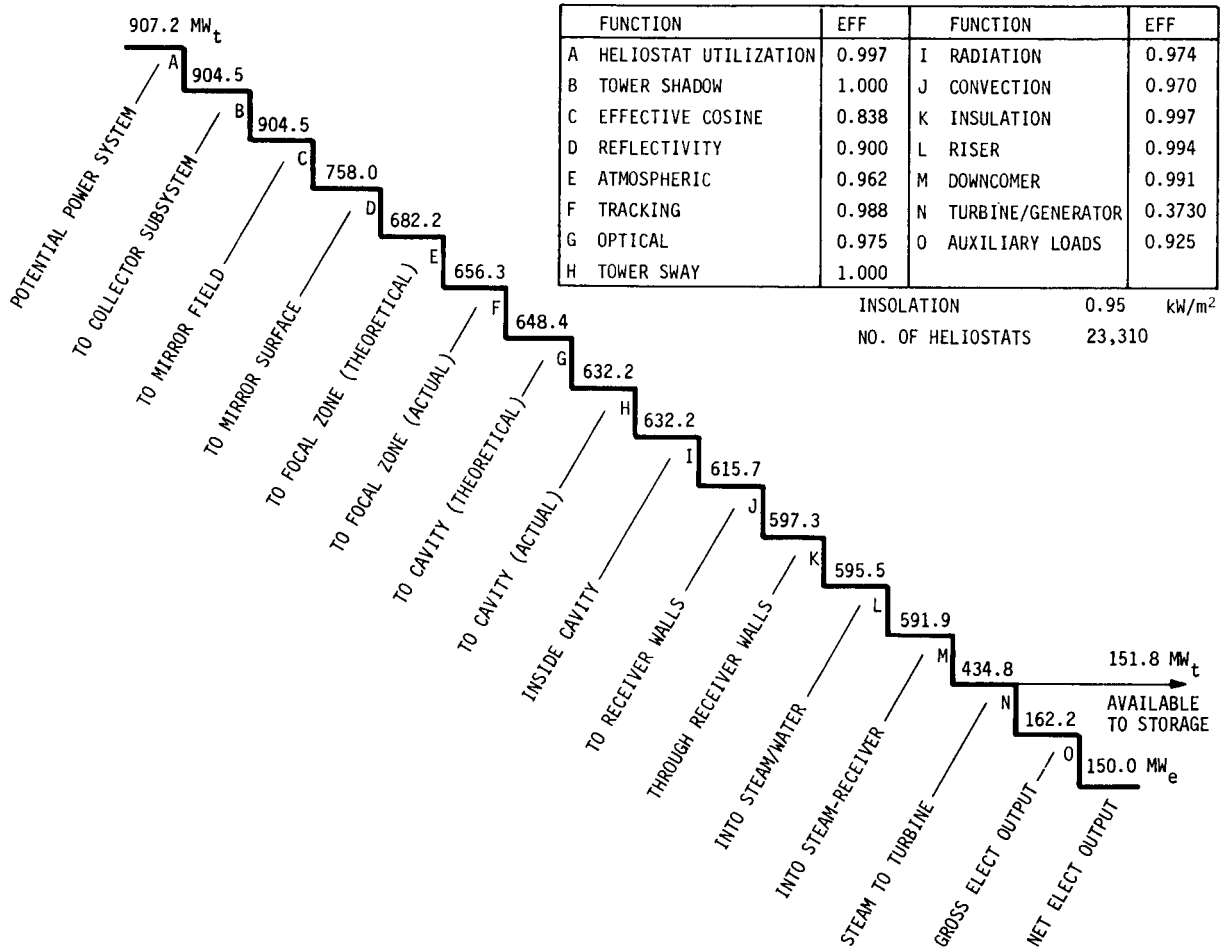 907.2 MWt
A
904.5
B
904.5
C
758.0
D
682.2
E
656.3
F
648.4
G
632.2
H
632.2
I
615.7
J
597.3
K
595.5
L
591.9
M
434.8
N
162.2
O
150.0 MWe
151.8 MWt
AVAILABLE
TO STORAGE
POTENTIAL POWER SYSTEM
TO COLLECTOR SUBSYSTEM
TO MIRROR FIELD
TO MIRROR SURFACE
TO FOCAL ZONE (THEORETICAL)
TO FOCAL ZONE (ACTUAL)
TO CAVITY (THEORETICAL)
TO CAVITY (ACTUAL)
INSIDE CAVITY
TO RECEIVER WALLS
THROUGH RECEIVER WALLS
INTO STEAM/WATER
INTO STEAM-RECEIVER
STEAM TO TURBINE
GROSS ELECT OUTPUT
NET ELECT OUTPUT
FUNCTION EFF FUNCTION EFF
A HELIOSTAT UTILIZATION 0.997 I RADIATION 0.974
B TOWER SHADOW 1.000 J CONVECTION 0.970
C EFFECTIVE COSINE 0.838 K INSULATION 0.997
D REFLECTIVITY 0.900 L RISER 0.994
E ATMOSPHERIC 0.962 M DOWNCOMER 0.991
F TRACKING 0.988 N TURBINE/GENERATOR 0.3730
G OPTICAL 0.975 O AUXILIARY LOADS 0.925
H TOWER SWAY 1.000
INSOLATION 0.95 kW/m²
NO. OF HELIOSTATS 23,310